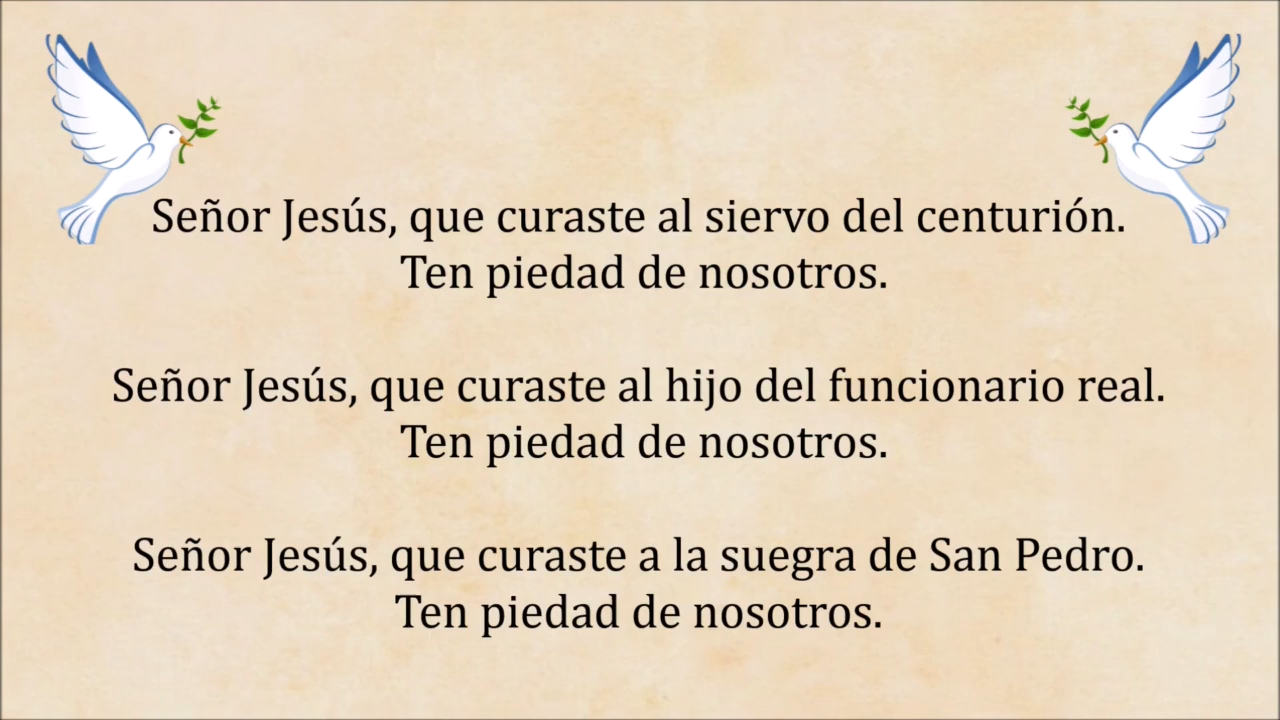 Señor Jesús, que curaste al siervo del centurión.
Ten piedad de nosotros.
Señor Jesús, que curaste al hijo del funcionario real.
Ten piedad de nosotros.
Señor Jesús, que curaste a la suegra de San Pedro.
Ten piedad de nosotros.